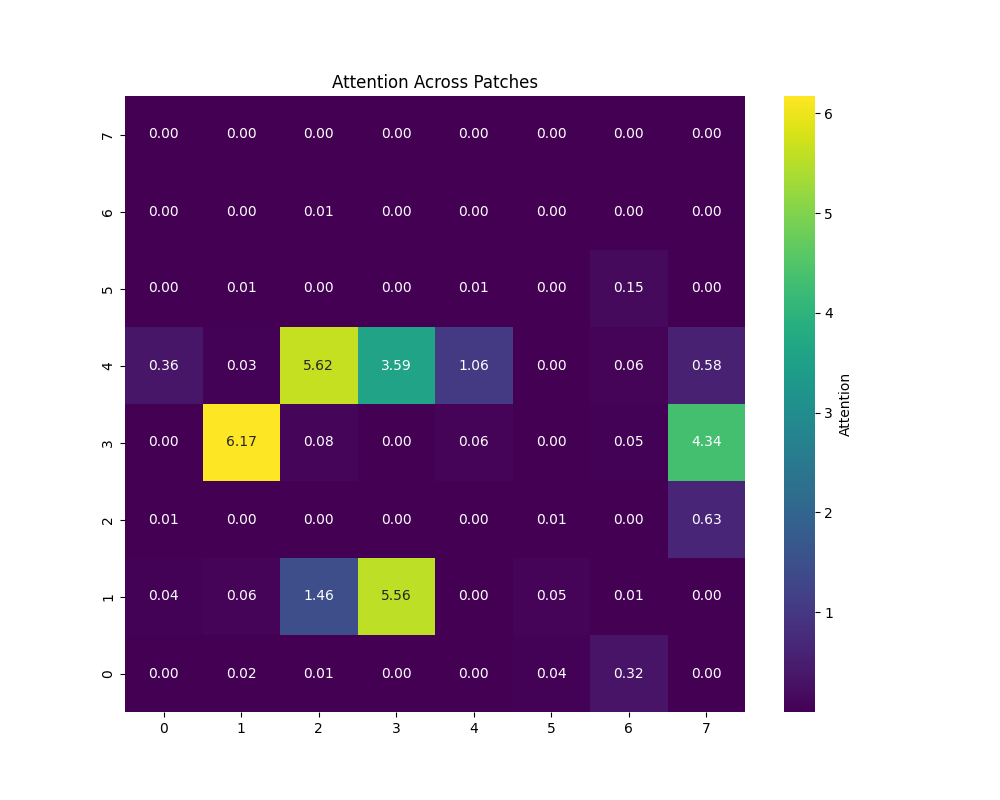 Attention Across Patches
7 0.00 0.00 0.00 0.00 0.00 0.00 0.00 0.00
6 0.00 0.00 0.01 0.00 0.00 0.00 0.00 0.00
5 0.00 0.01 0.00 0.00 0.01 0.00 0.15 0.00
4 0.36 0.03 5.62 3.59 1.06 0.00 0.06 0.58
3 0.00 6.17 0.08 0.00 0.06 0.00 0.05 4.34
2 0.01 0.00 0.00 0.00 0.00 0.01 0.00 0.63
1 0.04 0.06 1.46 5.56 0.00 0.05 0.01 0.00
0 0.00 0.02 0.01 0.00 0.00 0.04 0.32 0.00
0 1 2 3 4 5 6 7
6
5
4
3
2
1
Attention